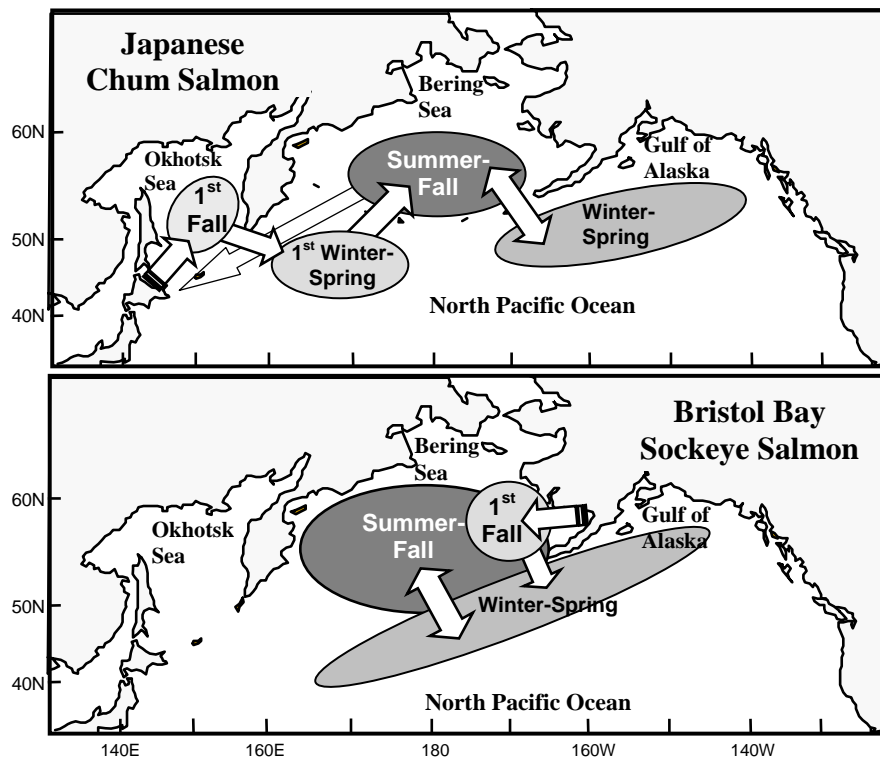 Japanese
Chum Salmon
Bering
Sea
60N
Okhotsk
Sea
Gulf of
Alaska
1st
Fall
Summer-
Fall
Winter-
Spring
50N
1st Winter-
Spring
North Pacific Ocean
40N
Bristol Bay
Sockeye Salmon
Bering
Sea
60N
Okhotsk
Sea
1st
Fall
Gulf of
Alaska
Summer-
Fall
50N
Winter-Spring
40N
North Pacific Ocean
140E 160E 180 160W 140W